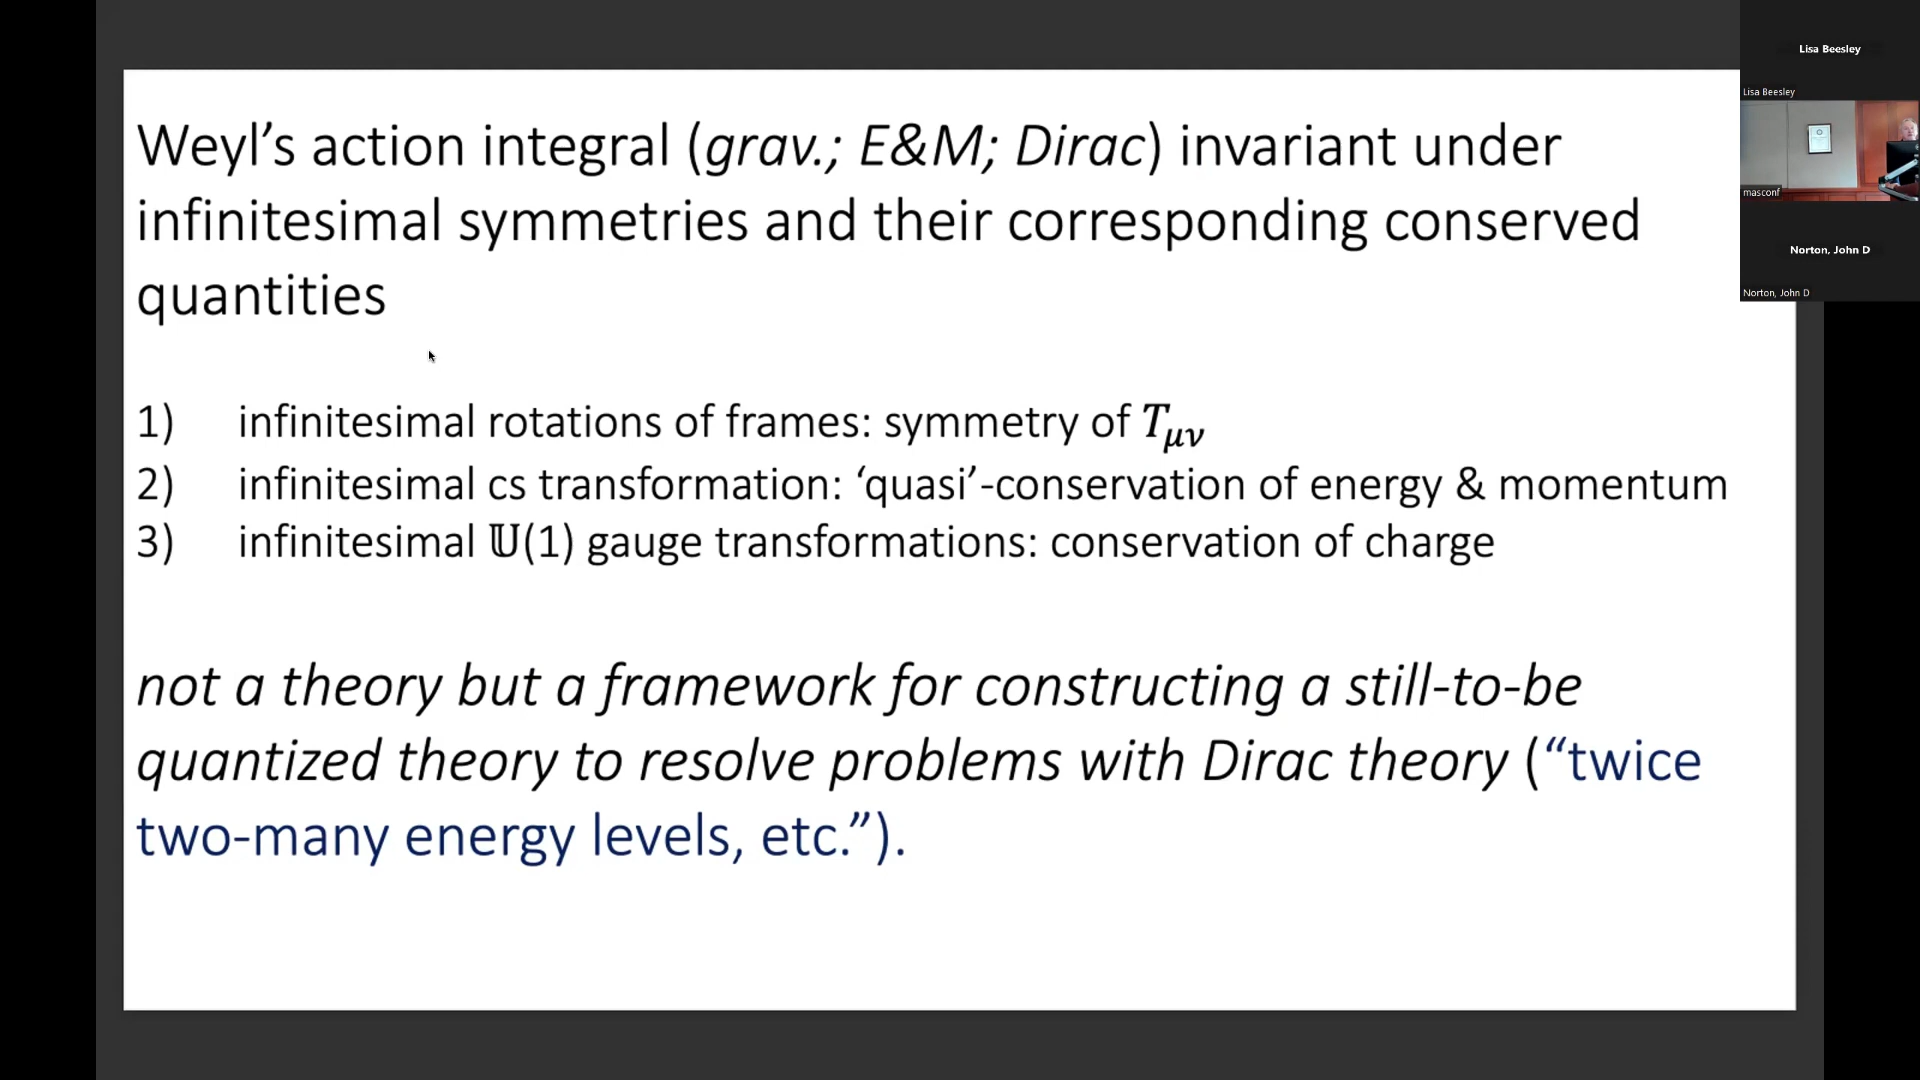 Weyl’s action integral (grav.; E&M; Dirac) invariant under
infinitesimal symmetries and their corresponding conserved
quantities
1) infinitesimal rotations of frames: symmetry of Tμν
2) infinitesimal cs transformation: ‘quasi’-conservation of energy & momentum
3) infinitesimal 𝕌(1) gauge transformations: conservation of charge
not a theory but a framework for constructing a still-to-be
quantized theory to resolve problems with Dirac theory (“twice
two-many energy levels, etc.”).
Lisa Beesley
Lisa Beesley
masconf
Norton, John D
Norton, John D